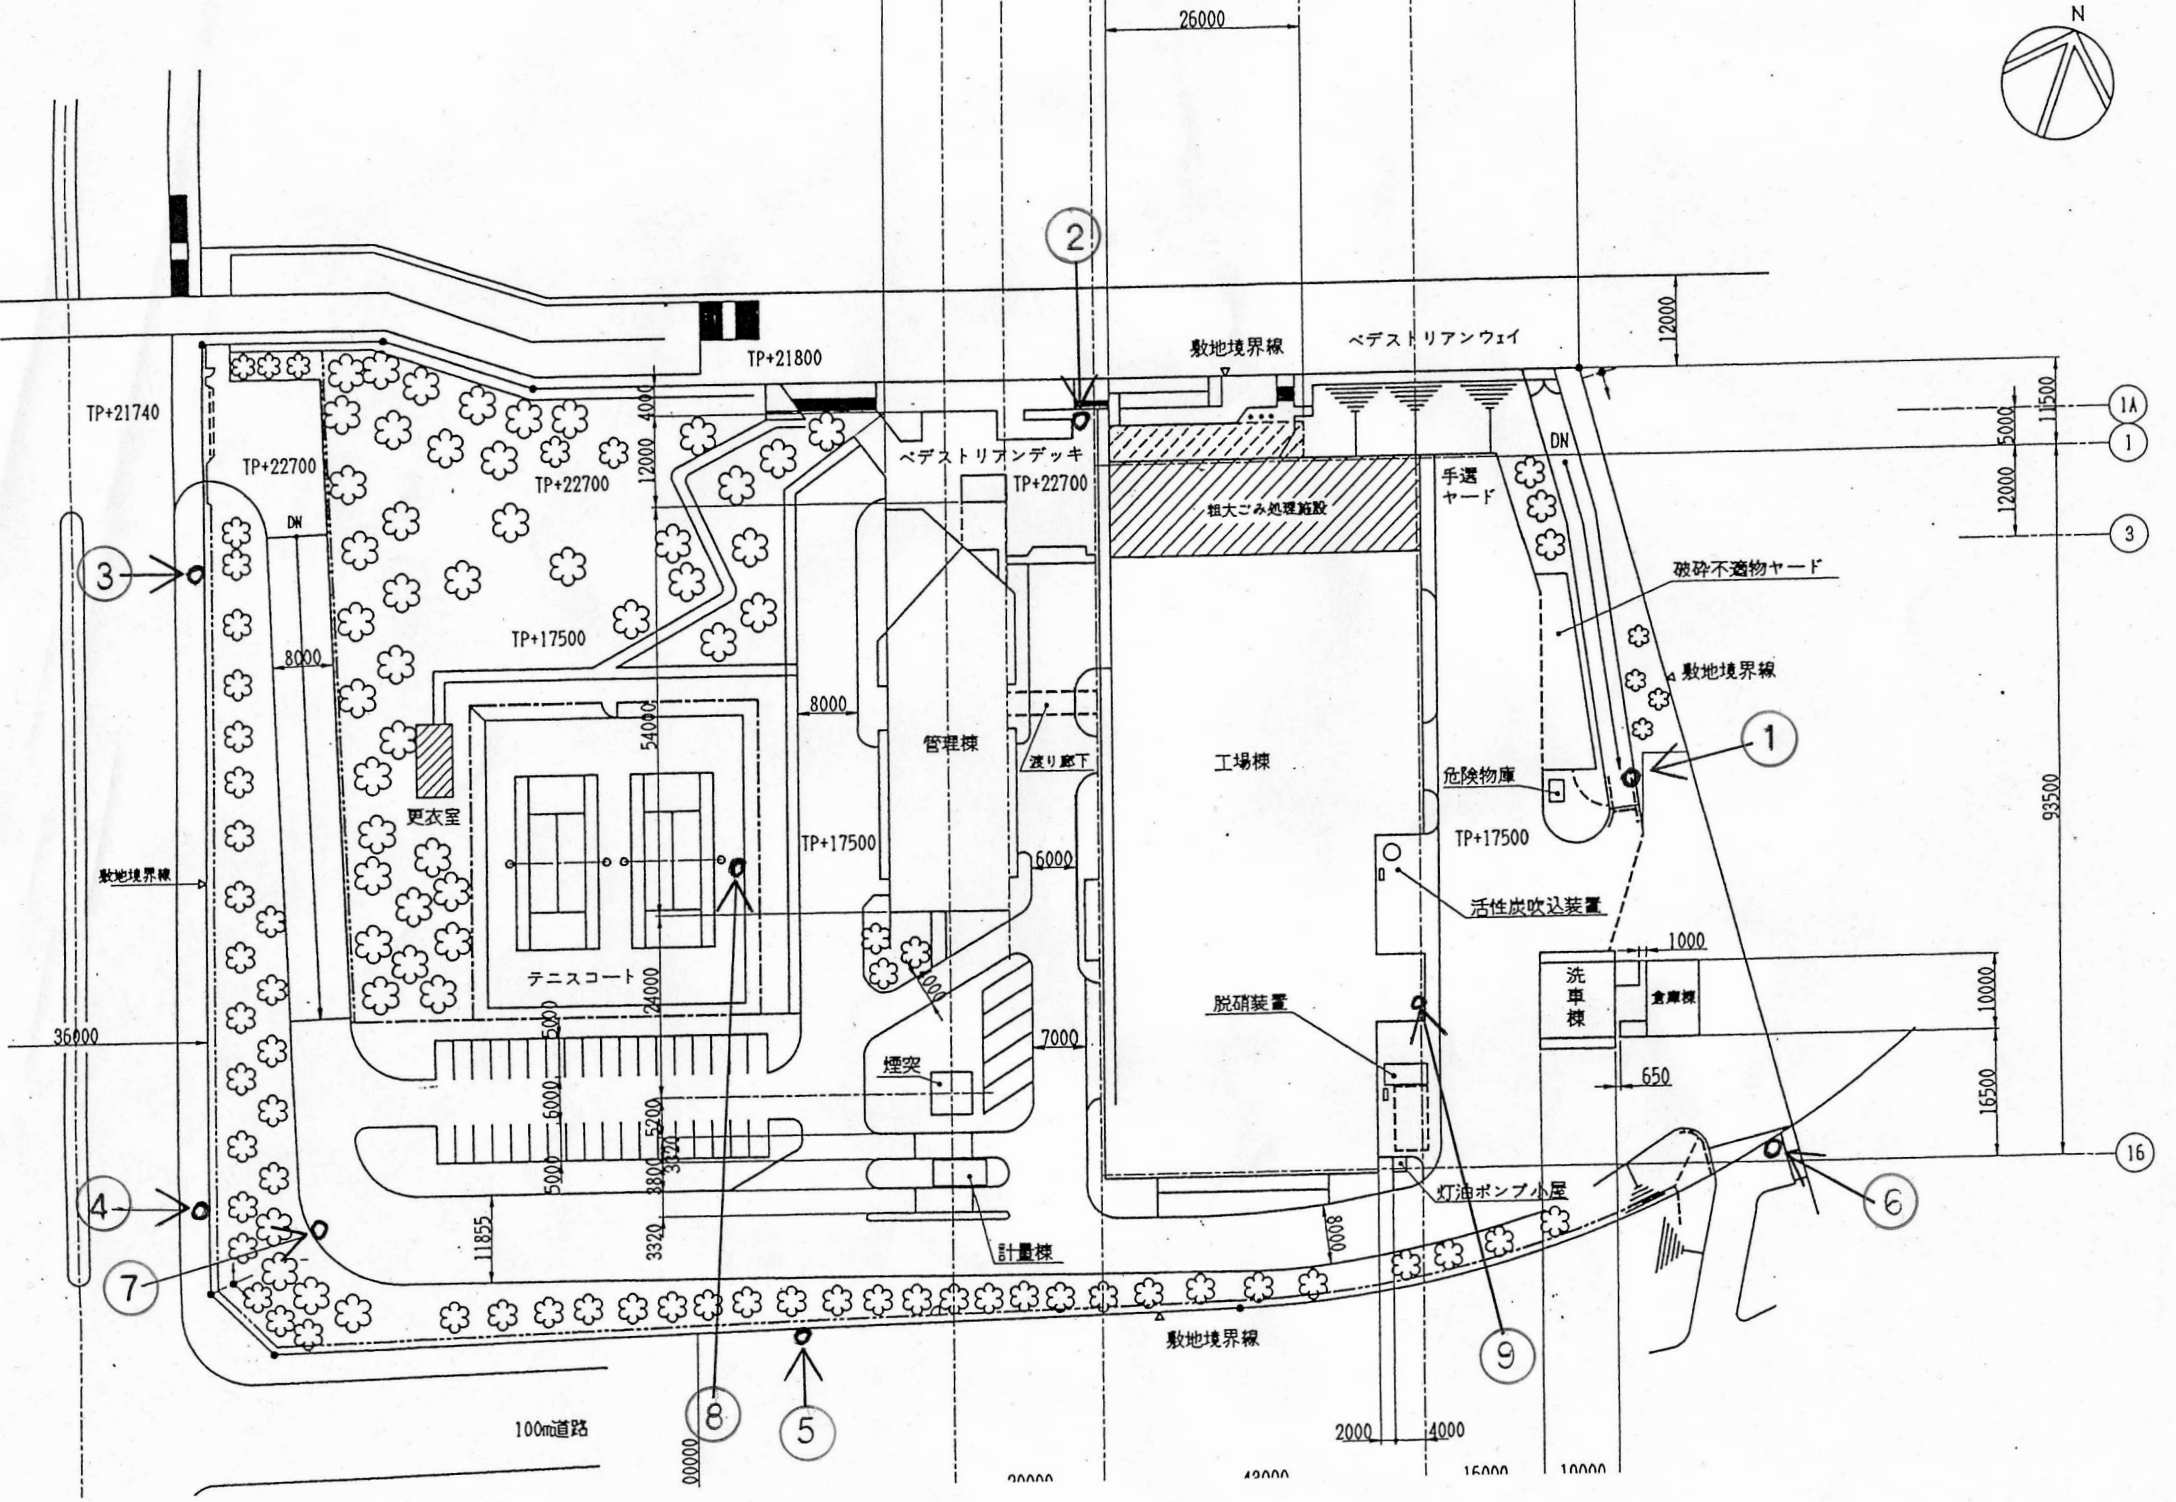 26000
N
②
12000
敷地境界線
ペデストリアンウェイ
TP+21800
TP+21740
4000
11500
5000
1A
1
TP+22700
12000
TP+22700
ペデストリアンデッキ
TP+22700
DN
手選
ヤード
12000
粗大ごみ処理施設
DN
3
③
破砕不適物ヤード
TP+17500
8000
敷地境界線
8000
54000
管理棟
渡り廊下
工場棟
①
危険物庫
更衣室
TP+17500
TP+17500
93500
6000
敷地境界線
活性炭吹込装置
1000
テニスコート
24000
洗車棟
倉庫棟
10000
脱硝装置
36000
5000
7000
煙突
650
6000
5200
16500
3320
16
5000
3800
灯油ポンプ小屋
④
⑥
11855
3320
8000
計量棟
⑦
敷地境界線
⑨
⑧
⑤
100m道路
2000
4000